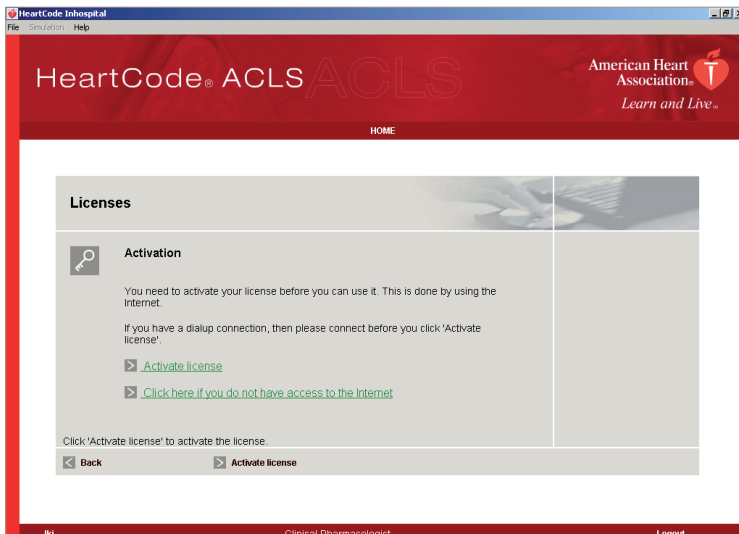 HeartCode Inhospital
File Simulation Help
HeartCode® ACLS ACLS
American Heart
Association®
Learn and Live℠
HOME
Licenses
Activation
You need to activate your license before you can use it. This is done by using the
Internet.
If you have a dialup connection, then please connect before you click 'Activate
license'.
Activate license
Click here if you do not have access to the Internet
Click 'Activate license' to activate the license.
Back Activate license
Clinical Pharmacologist Logout